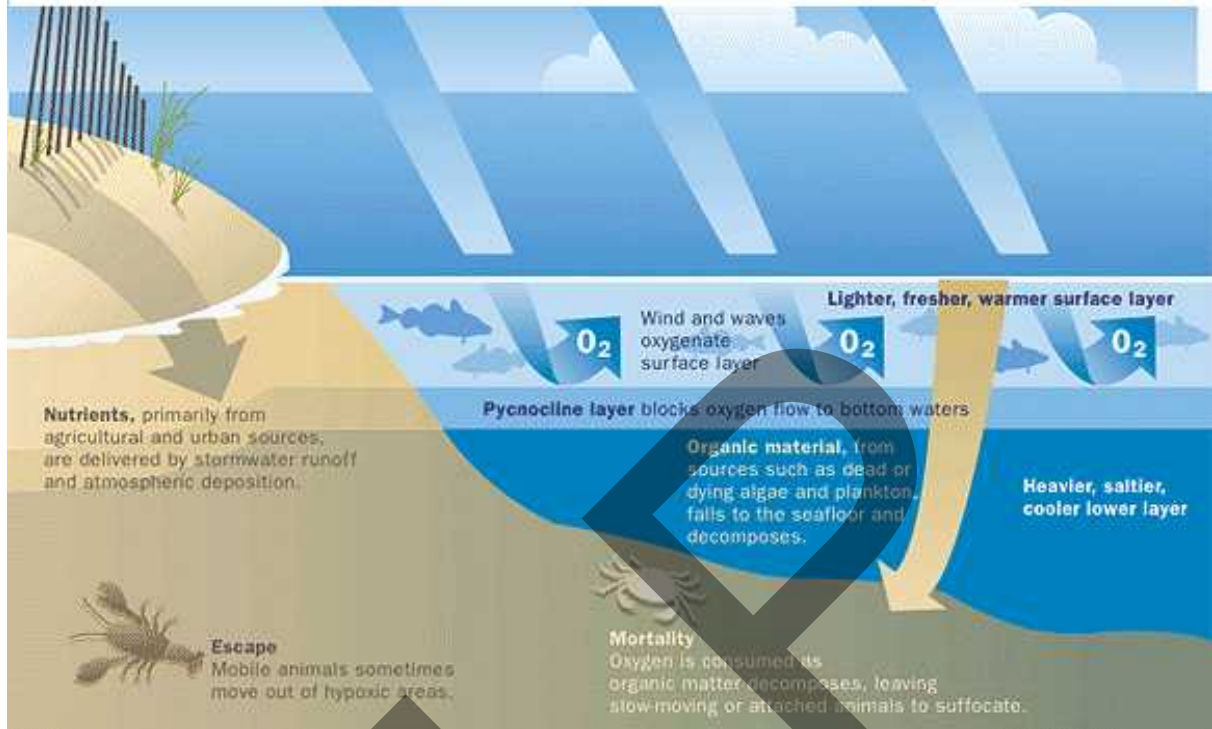 Lighter, fresher, warmer surface layer
Wind and waves
oxygenate
surface layer
O₂
O₂
O₂
Pycnocline layer blocks oxygen flow to bottom waters
Nutrients, primarily from
agricultural and urban sources,
are delivered by stormwater runoff
and atmospheric deposition.
Organic material, from
sources such as dead or
dying algae and plankton,
falls to the seafloor and
decomposes.
Heavier, saltier,
cooler lower layer
Escape
Mobile animals sometimes
move out of hypoxic areas.
Mortality
Oxygen is consumed as
organic matter decomposes, leaving
slow-moving or attached animals to suffocate.